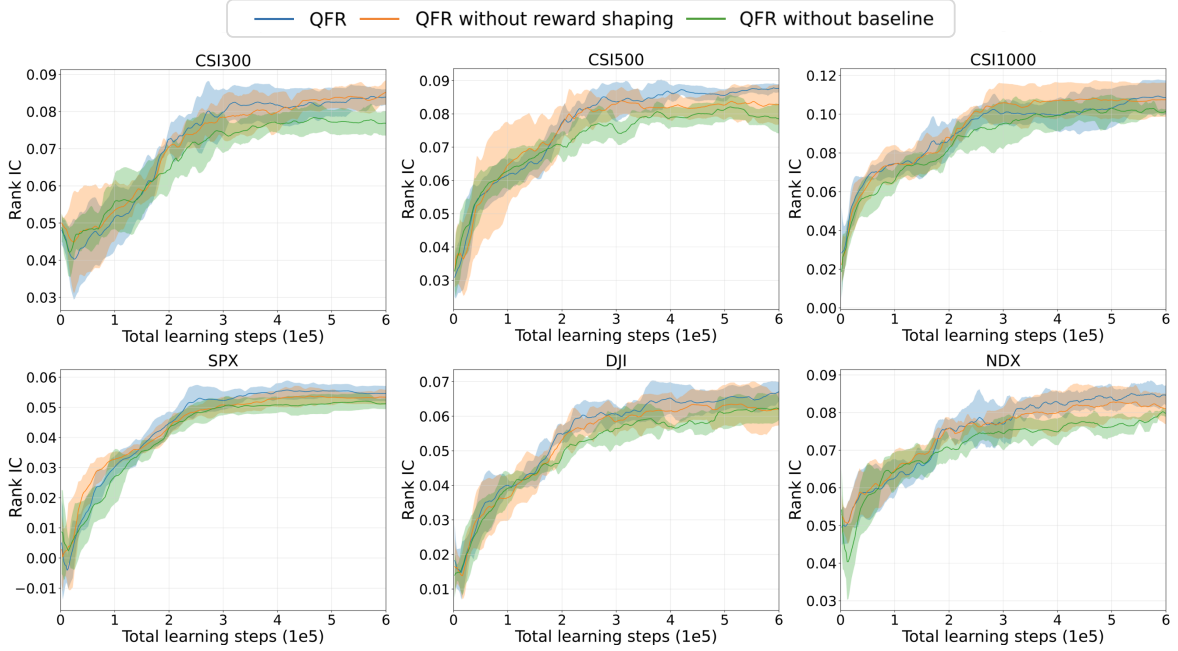 QFR QFR without reward shaping QFR without baseline
CSI300 CSI500 CSI1000
0.09 0.08 0.07 0.06 0.05 0.04 0.03
Rank IC
0 1 2 3 4 5 6
Total learning steps (1e5)
0.09 0.08 0.07 0.06 0.05 0.04 0.03
Rank IC
0 1 2 3 4 5 6
Total learning steps (1e5)
0.12 0.10 0.08 0.06 0.04 0.02 0.00
Rank IC
0 1 2 3 4 5 6
Total learning steps (1e5)
SPX DJI NDX
0.06 0.05 0.04 0.03 0.02 0.01 0.00 −0.01
Rank IC
0 1 2 3 4 5 6
Total learning steps (1e5)
0.07 0.06 0.05 0.04 0.03 0.02 0.01
Rank IC
0 1 2 3 4 5 6
Total learning steps (1e5)
0.09 0.08 0.07 0.06 0.05 0.04 0.03
Rank IC
0 1 2 3 4 5 6
Total learning steps (1e5)